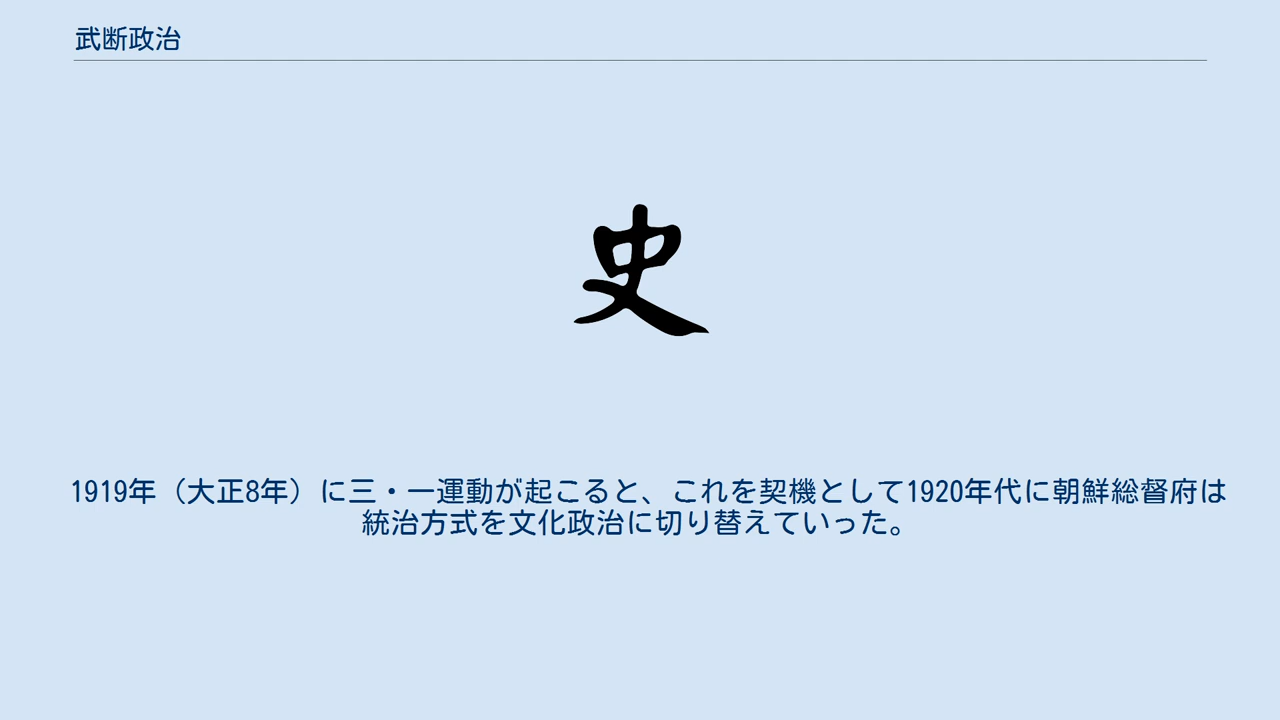 武断政治
史
1919年（大正8年）に三・一運動が起こると、これを契機として1920年代に朝鮮総督府は
統治方式を文化政治に切り替えていった。